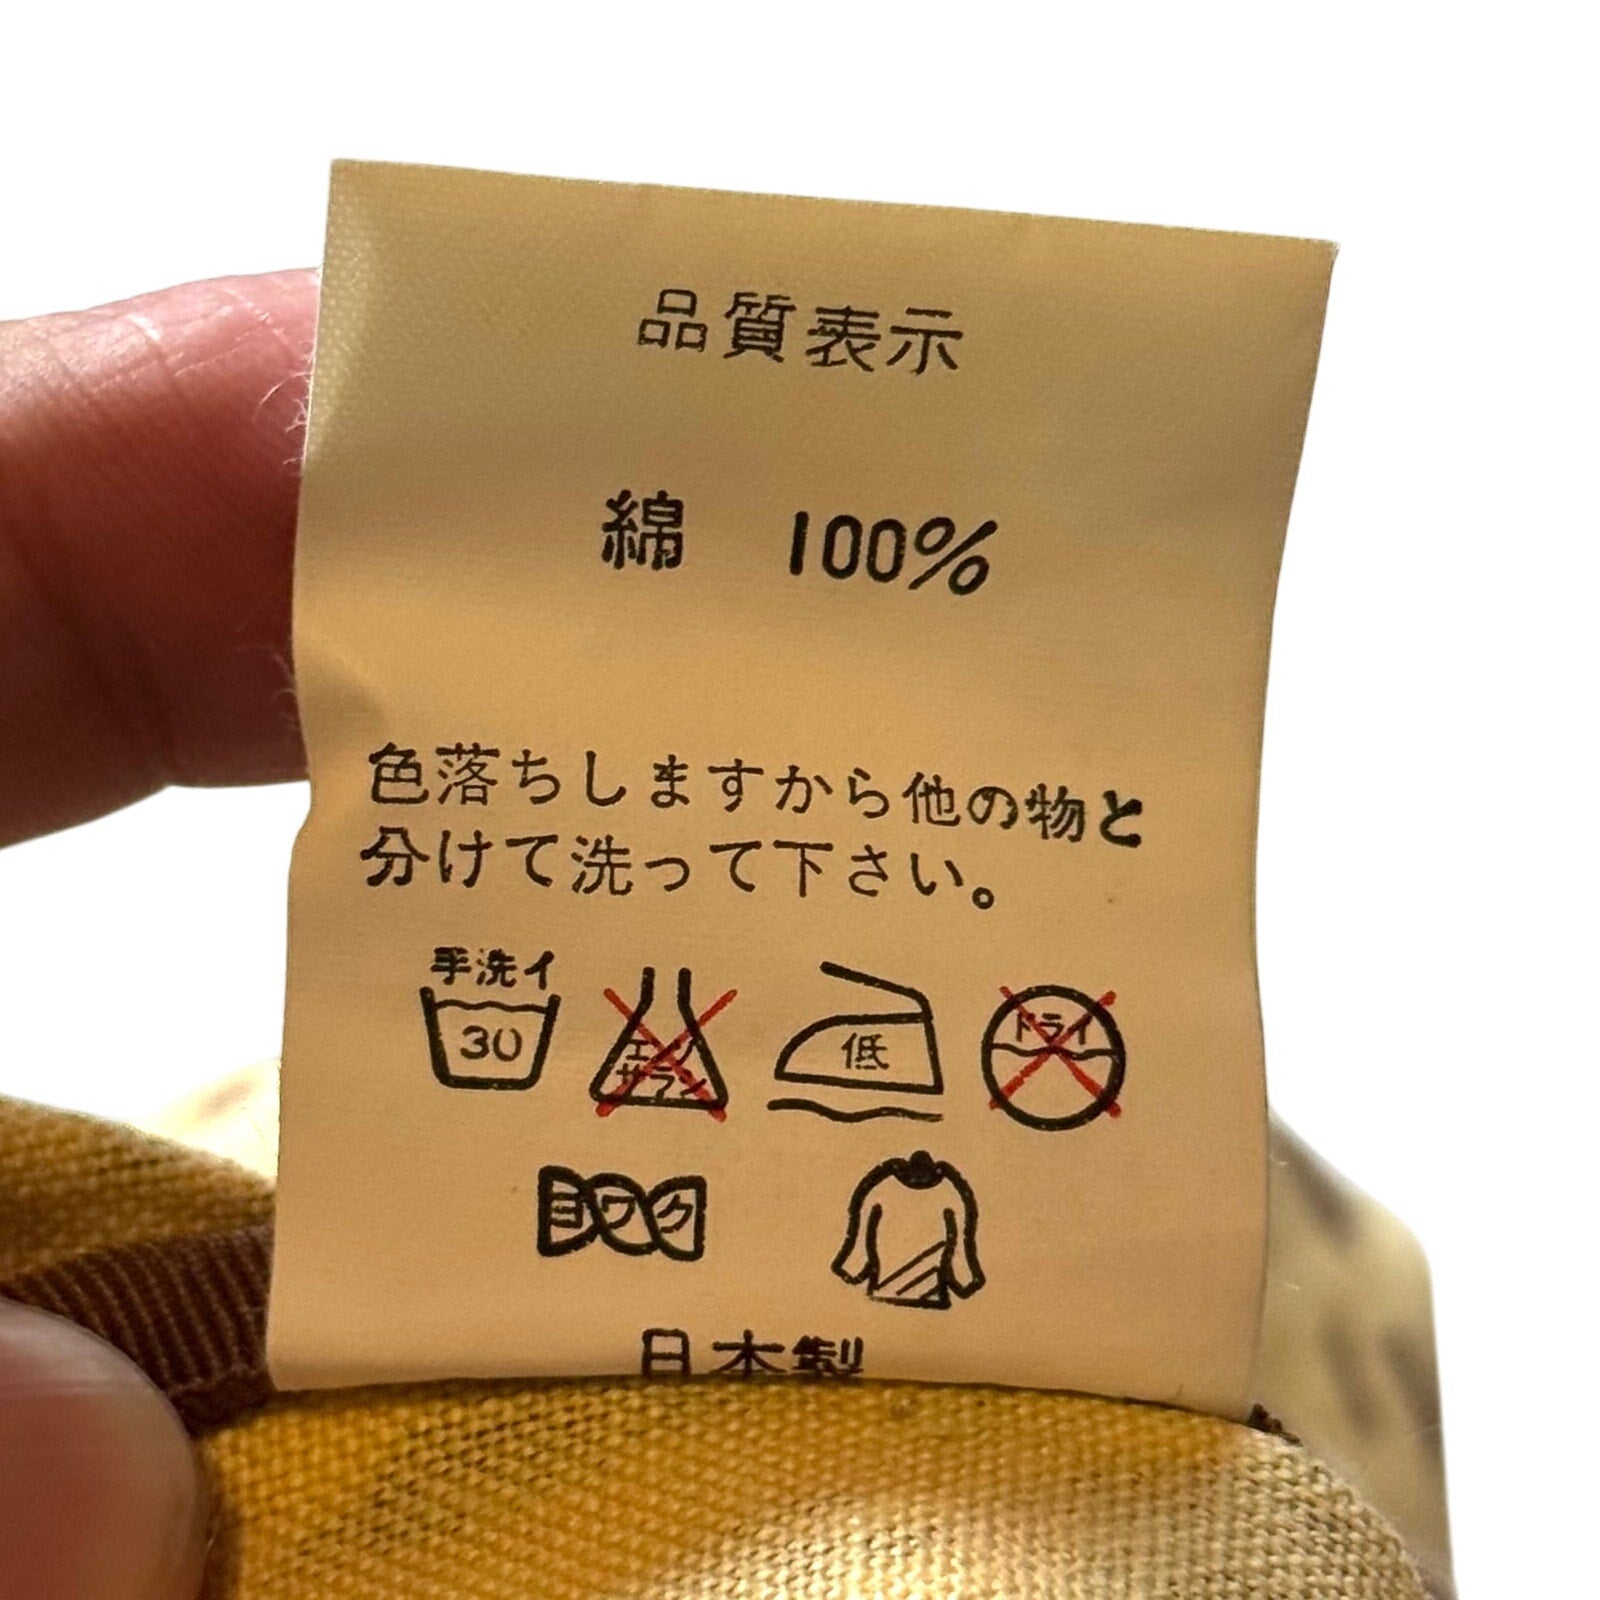 品質表示
綿 100%
色落ちしますから他の物と
分けて洗って下さい。
手洗イ
30
エンソ
サラシ
低
ドライ
ヨワク
日本製